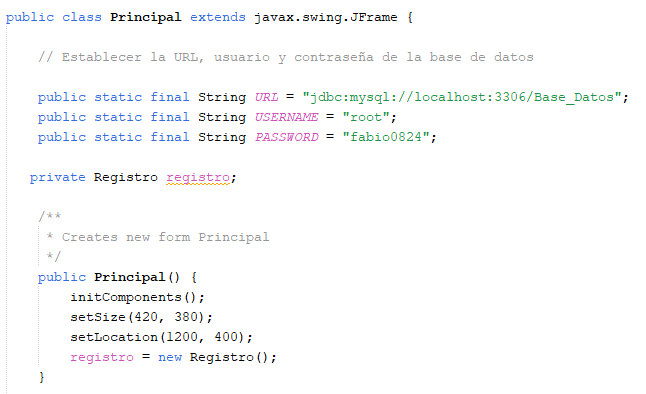 public class Principal extends javax.swing.JFrame {
// Establecer la URL, usuario y contraseña de la base de datos
public static final String URL = "jdbc:mysql://localhost:3306/Base_Datos";
public static final String USERNAME = "root";
public static final String PASSWORD = "fabio0824";
private Registro registro;
/**
* Creates new form Principal
*/
public Principal() {
initComponents();
setSize(420, 380);
setLocation(1200, 400);
registro = new Registro();
}